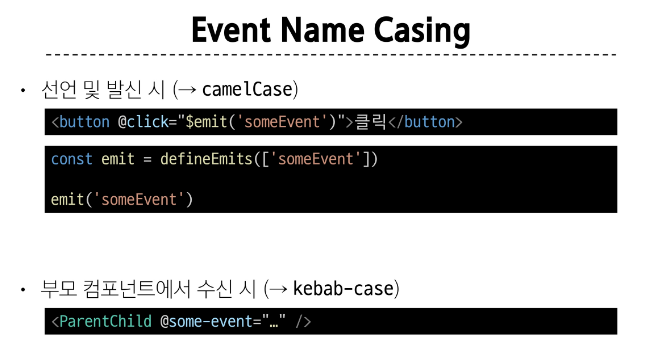 Event Name Casing
• 선언 및 발신 시 (→ camelCase)
<button @click="$emit('someEvent')">클릭</button>
const emit = defineEmits(['someEvent'])
emit('someEvent')
• 부모 컴포넌트에서 수신 시 (→ kebab-case)
<ParentChild @some-event="…" />